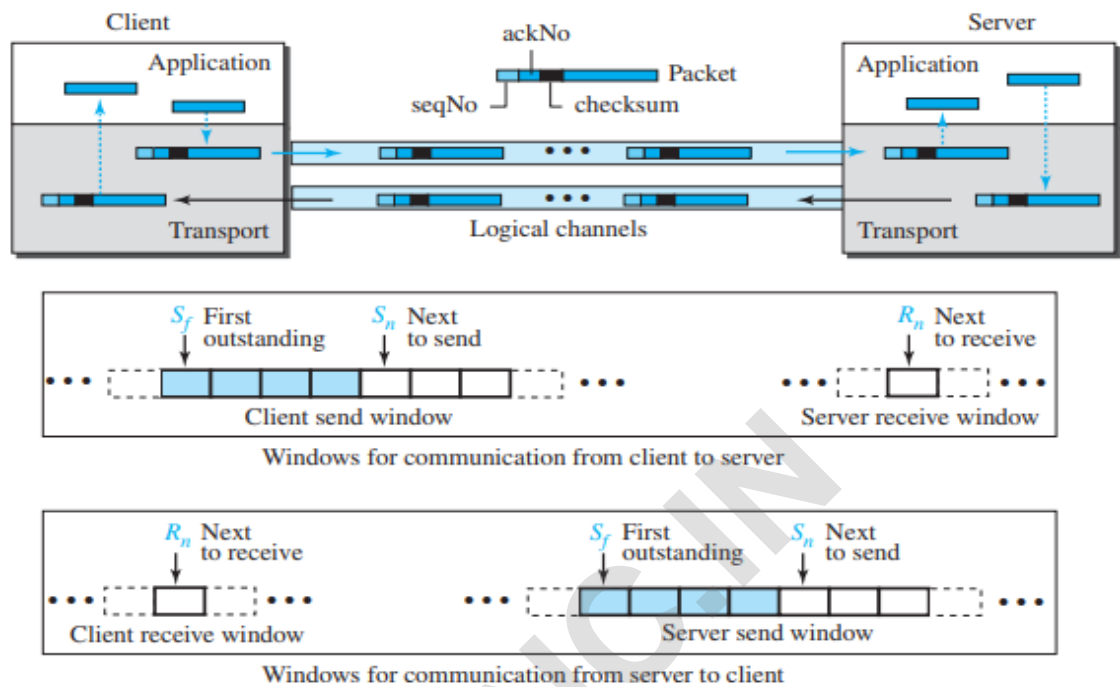 Client
Server
ackNo
Application
Packet
Application
seqNo
checksum
Transport
Logical channels
Transport
S_f First outstanding
S_n Next to send
R_n Next to receive
Client send window
Server receive window
Windows for communication from client to server
R_n Next to receive
S_f First outstanding
S_n Next to send
Client receive window
Server send window
Windows for communication from server to client